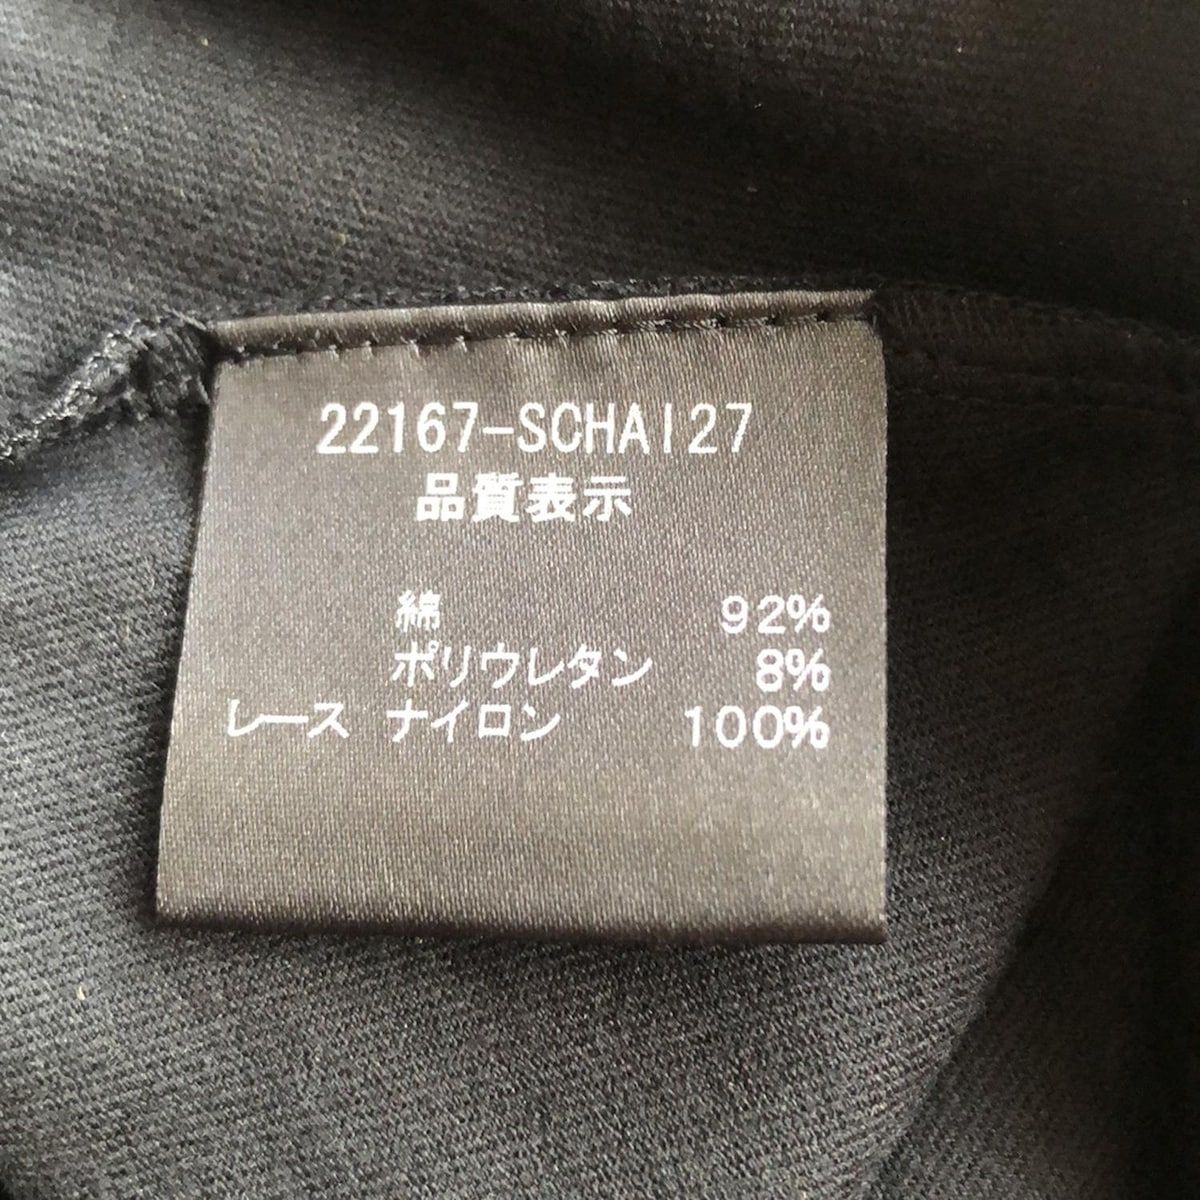 22167-SCHAI27
品質表示
綿 92%
ポリウレタン 8%
レース ナイロン 100%